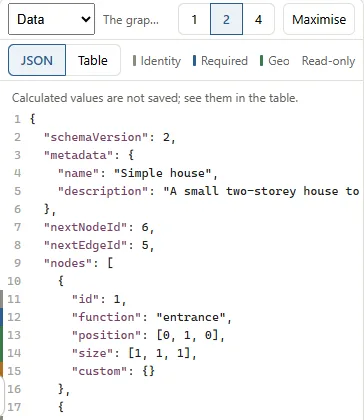 Data The grap... 1 2 4 Maximise
JSON Table Identity Required Geo Read-only
Calculated values are not saved; see them in the table.
1 {
2 "schemaVersion": 2,
3 "metadata": {
4 "name": "Simple house",
5 "description": "A small two-storey house to
6 },
7 "nextNodeId": 6,
8 "nextEdgeId": 5,
9 "nodes": [
10 {
11 "id": 1,
12 "function": "entrance",
13 "position": [0, 1, 0],
14 "size": [1, 1, 1],
15 "custom": {}
16 },
17 {